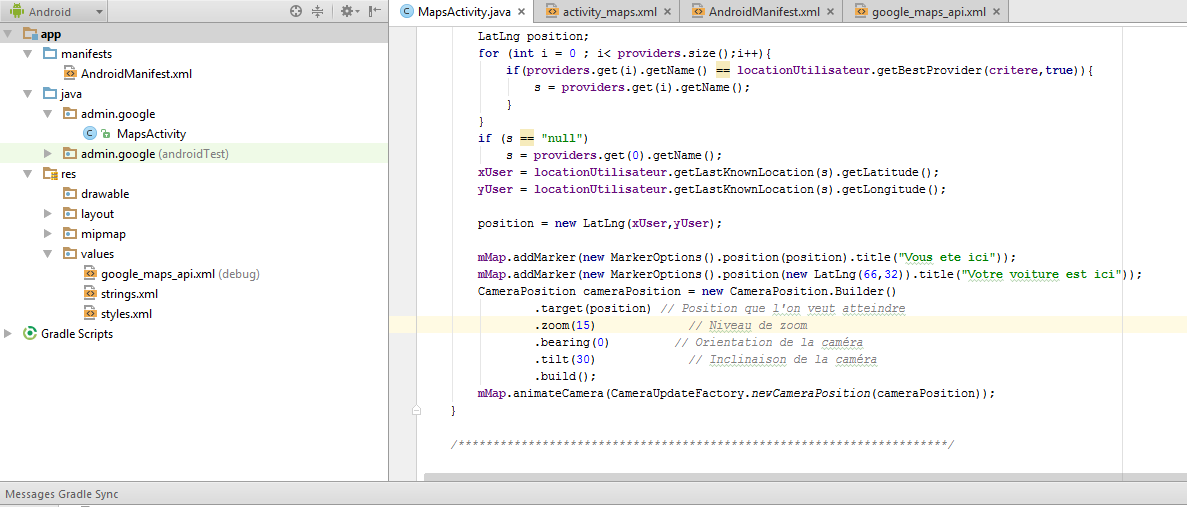 Android
app
manifests
AndroidManifest.xml
java
admin.google
MapsActivity
admin.google (androidTest)
res
drawable
layout
mipmap
values
google_maps_api.xml (debug)
strings.xml
styles.xml
Gradle Scripts
MapsActivity.java
activity_maps.xml
AndroidManifest.xml
google_maps_api.xml
LatLng position;
for (int i = 0 ; i< providers.size();i++){
if(providers.get(i).getName() == locationUtilisateur.getBestProvider(critere,true)){
s = providers.get(i).getName();
}
}
if (s == "null")
s = providers.get(0).getName();
xUser = locationUtilisateur.getLastKnownLocation(s).getLatitude();
yUser = locationUtilisateur.getLastKnownLocation(s).getLongitude();
position = new LatLng(xUser,yUser);
mMap.addMarker(new MarkerOptions().position(position).title("Vous ete ici"));
mMap.addMarker(new MarkerOptions().position(new LatLng(66,32)).title("Votre voiture est ici"));
CameraPosition cameraPosition = new CameraPosition.Builder()
.target(position) // Position que l'on veut atteindre
.zoom(15) // Niveau de zoom
.bearing(0) // Orientation de la caméra
.tilt(30) // Inclinaison de la caméra
.build();
mMap.animateCamera(CameraUpdateFactory.newCameraPosition(cameraPosition));
}
/**********************************************************************/
Messages Gradle Sync